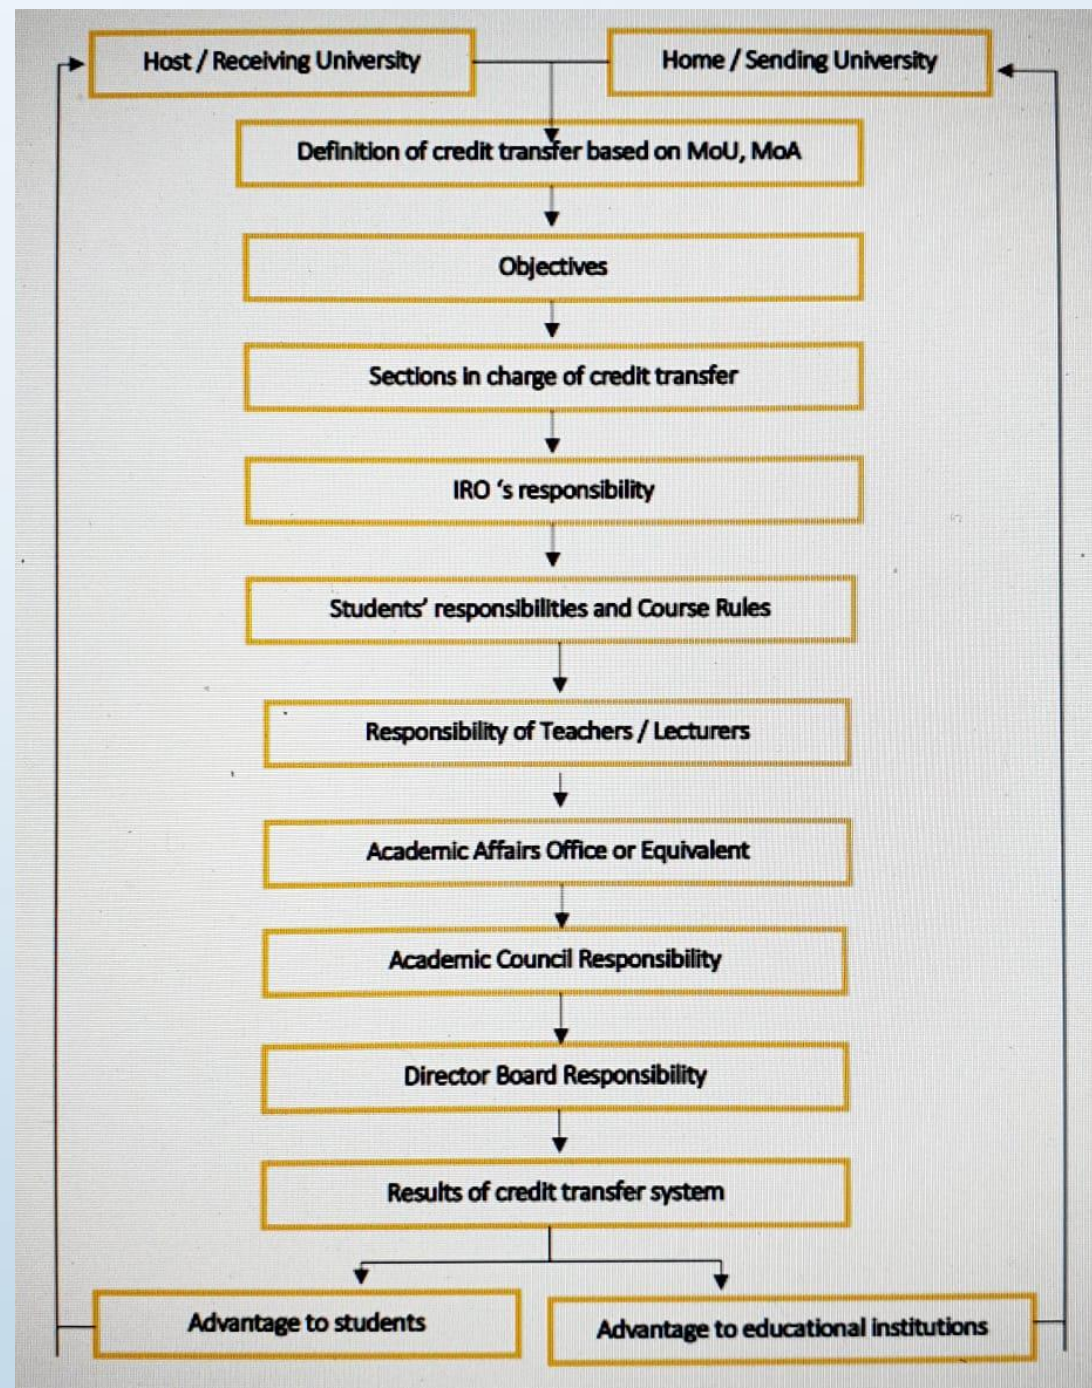 Host / Receiving University
Home / Sending University
Definition of credit transfer based on MoU, MoA
Objectives
Sections in charge of credit transfer
IRO ‘s responsibility
Students’ responsibilities and Course Rules
Responsibility of Teachers / Lecturers
Academic Affairs Office or Equivalent
Academic Council Responsibility
Director Board Responsibility
Results of credit transfer system
Advantage to students
Advantage to educational institutions